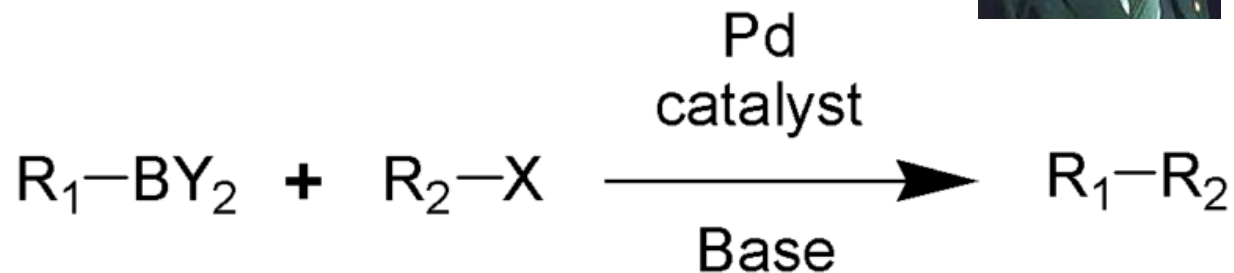 Pd
catalyst
R₁–BY₂ + R₂–X R₁–R₂
Base